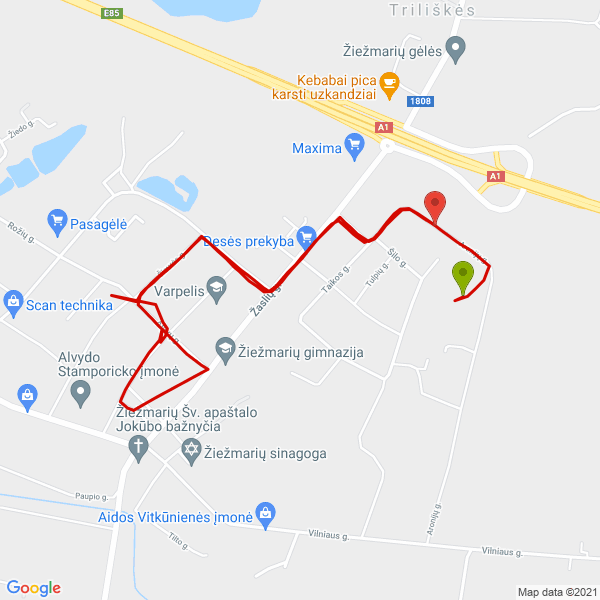 Triliškės
E85
Žiežmarių gėlės
Kebabai pica
karsti uzkandziai
1808
A1
Žiedo g.
Maxima
A1
Rožių g.
Pasagėlė
Desės prekyba
Šilo g.
Taikos g.
Tulpių g.
Varpelis
Scan technika
Žaslių g.
Žiežmarių gimnazija
Alvydo
Stamporicko įmonė
Žiežmarių Šv. apaštalo
Jokūbo bažnyčia
Žiežmarių sinagoga
Paupio g.
Aidos Vitkūnienės įmonė
Aronijų g.
Tilto g.
Vilniaus g.
Vilniaus g.
Google
Map data ©2021